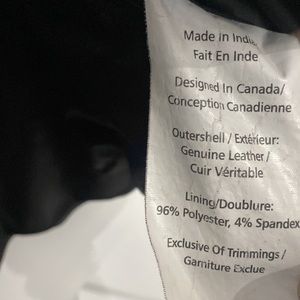 Made in India
Fait En Inde
Designed In Canada/
Conception Canadienne
Outershell / Extérieur:
Genuine Leather /
Cuir Véritable
Lining/Doublure:
96% Polyester, 4% Spandex
Exclusive Of Trimmings /
Garniture Exclue